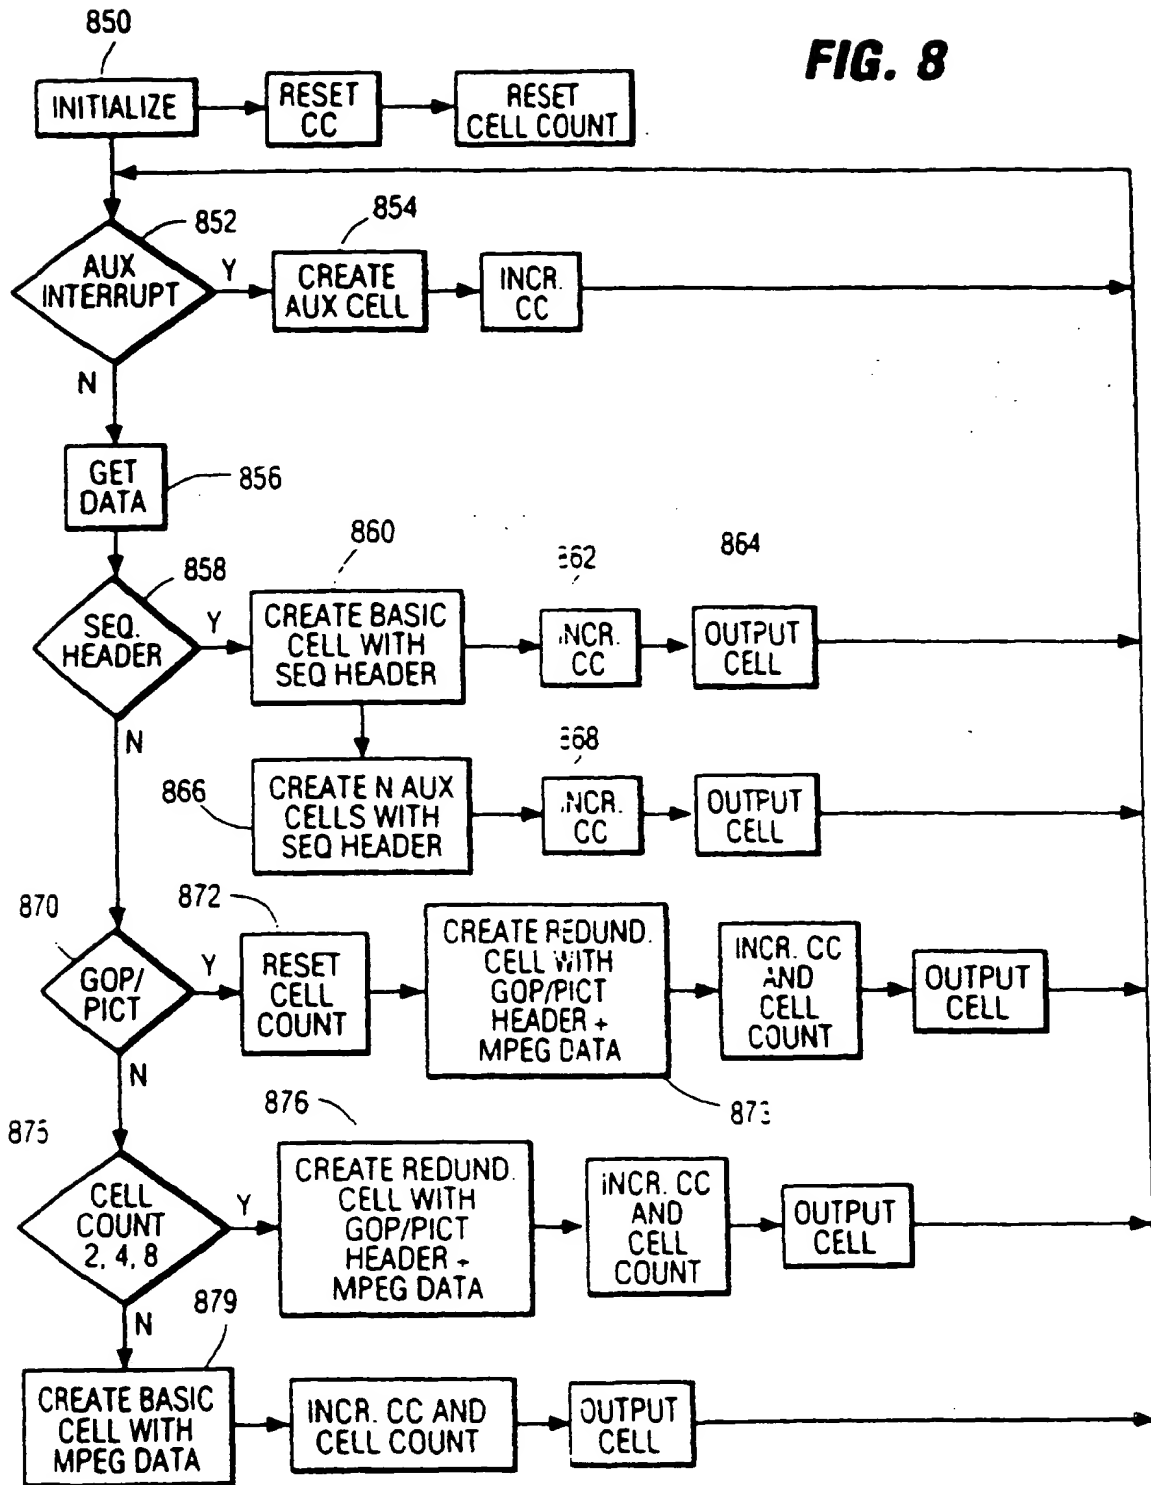 850
FIG. 8
INITIALIZE
RESET
CC
RESET
CELL COUNT
852
854
AUX
INTERRUPT
Y
CREATE
AUX CELL
INCR.
CC
N
GET
DATA
856
858
860
862
864
SEQ.
HEADER
Y
CREATE BASIC
CELL WITH
SEQ HEADER
INCR.
CC
OUTPUT
CELL
N
866
868
CREATE N AUX
CELLS WITH
SEQ HEADER
INCR.
CC
OUTPUT
CELL
870
872
GOP/
PICT
Y
RESET
CELL
COUNT
CREATE REDUND.
CELL WITH
GOP/PICT
HEADER +
MPEG DATA
INCR. CC
AND
CELL
COUNT
OUTPUT
CELL
N
873
875
876
CELL
COUNT
2, 4, 8
Y
CREATE REDUND.
CELL WITH
GOP/PICT
HEADER +
MPEG DATA
INCR. CC
AND
CELL
COUNT
OUTPUT
CELL
N
879
CREATE BASIC
CELL WITH
MPEG DATA
INCR. CC AND
CELL COUNT
OUTPUT
CELL